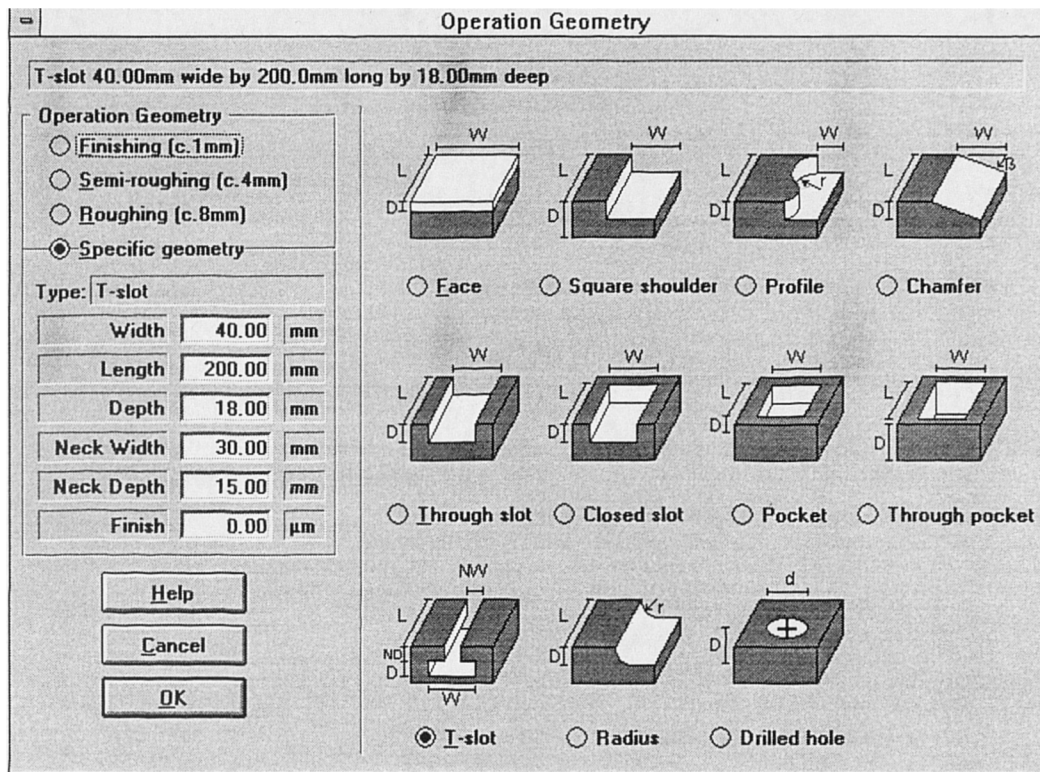 Operation Geometry
T-slot 40.00mm wide by 200.0mm long by 18.00mm deep
Operation Geometry
Finishing (c.1mm)
Semi-roughing (c.4mm)
Roughing (c.8mm)
Specific geometry
Type: T-slot
Width 40.00 mm
Length 200.00 mm
Depth 18.00 mm
Neck Width 30.00 mm
Neck Depth 15.00 mm
Finish 0.00 µm
Help
Cancel
OK
W W W W
L L L r L ß
D D D D
Face Square shoulder Profile Chamfer
W W W W
L L L L
D D D D
Through slot Closed slot Pocket Through pocket
NW d
L L r
ND
D D D
W
T-slot Radius Drilled hole